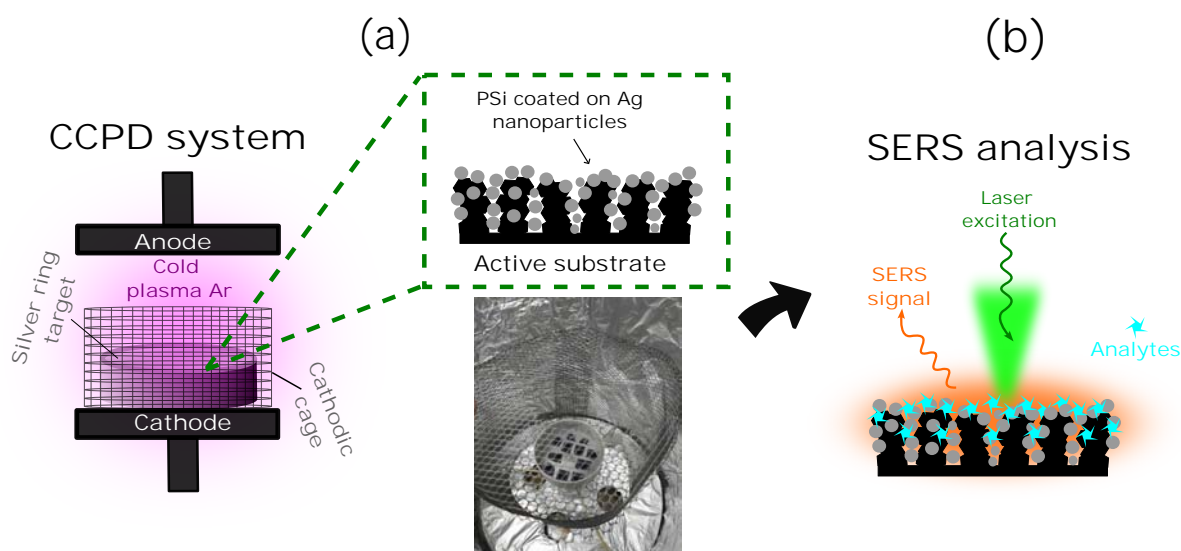 (a)
(b)
CCPD system
PSi coated on Ag
nanoparticles
SERS analysis
Anode
Cold
plasma Ar
Silver ring
target
Cathodic
cage
Cathode
Active substrate
Laser
excitation
SERS
signal
Analytes